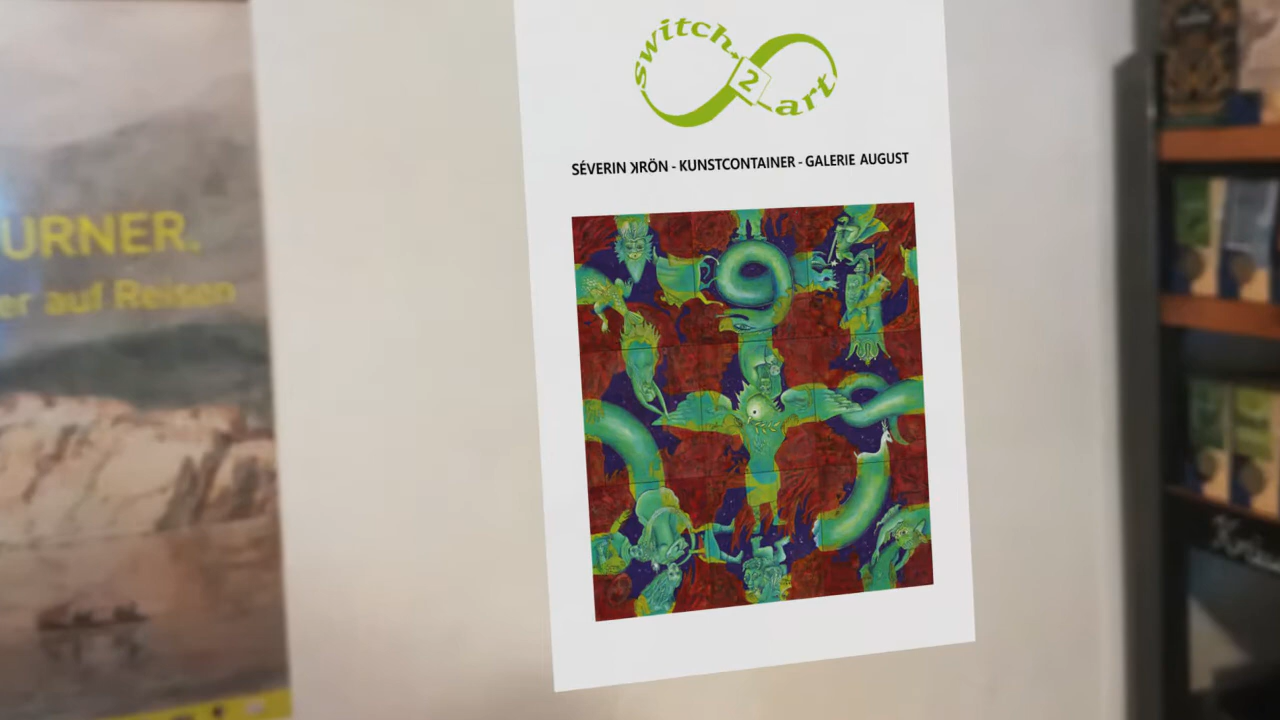 URNER.
er auf Reisen
switch
2
art
SÉVERIN KRÖN - KUNSTCONTAINER - GALERIE AUGUST